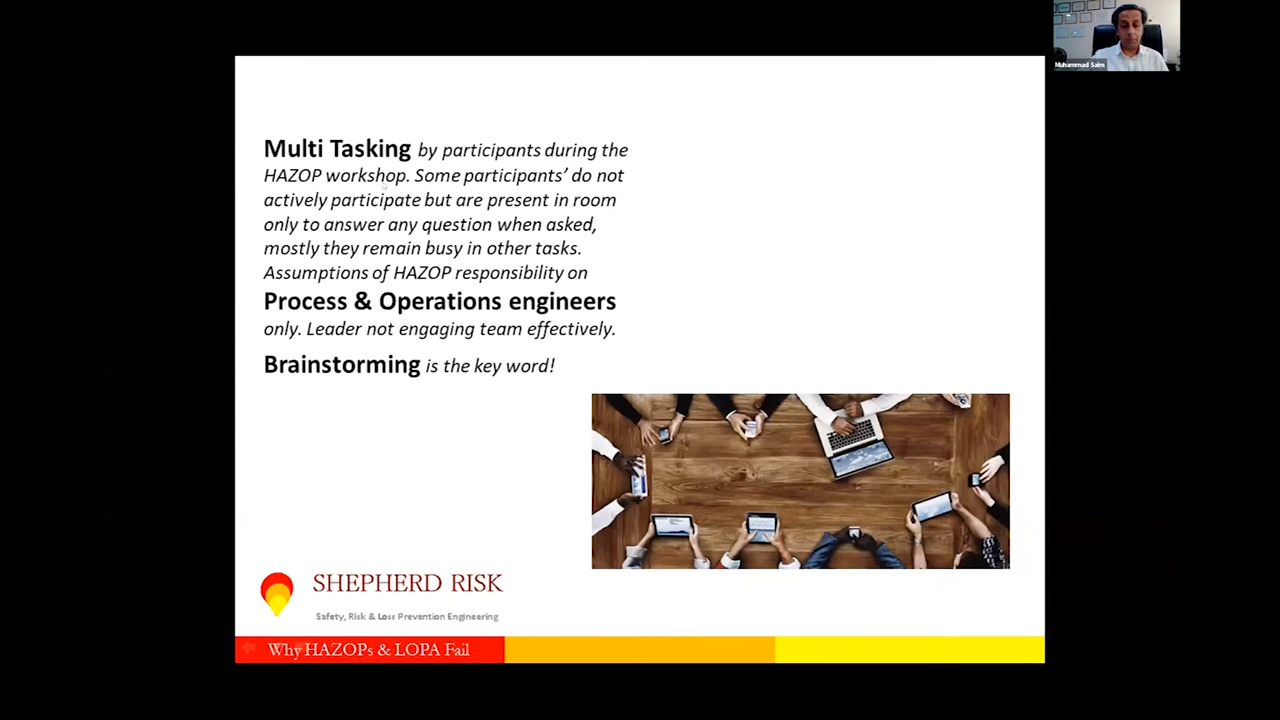 Muhammad Saim
Multi Tasking by participants during the
HAZOP workshop. Some participants’ do not
actively participate but are present in room
only to answer any question when asked,
mostly they remain busy in other tasks.
Assumptions of HAZOP responsibility on
Process & Operations engineers
only. Leader not engaging team effectively.
Brainstorming is the key word!
SHEPHERD RISK
Safety, Risk & Loss Prevention Engineering
Why HAZOPs & LOPA Fail